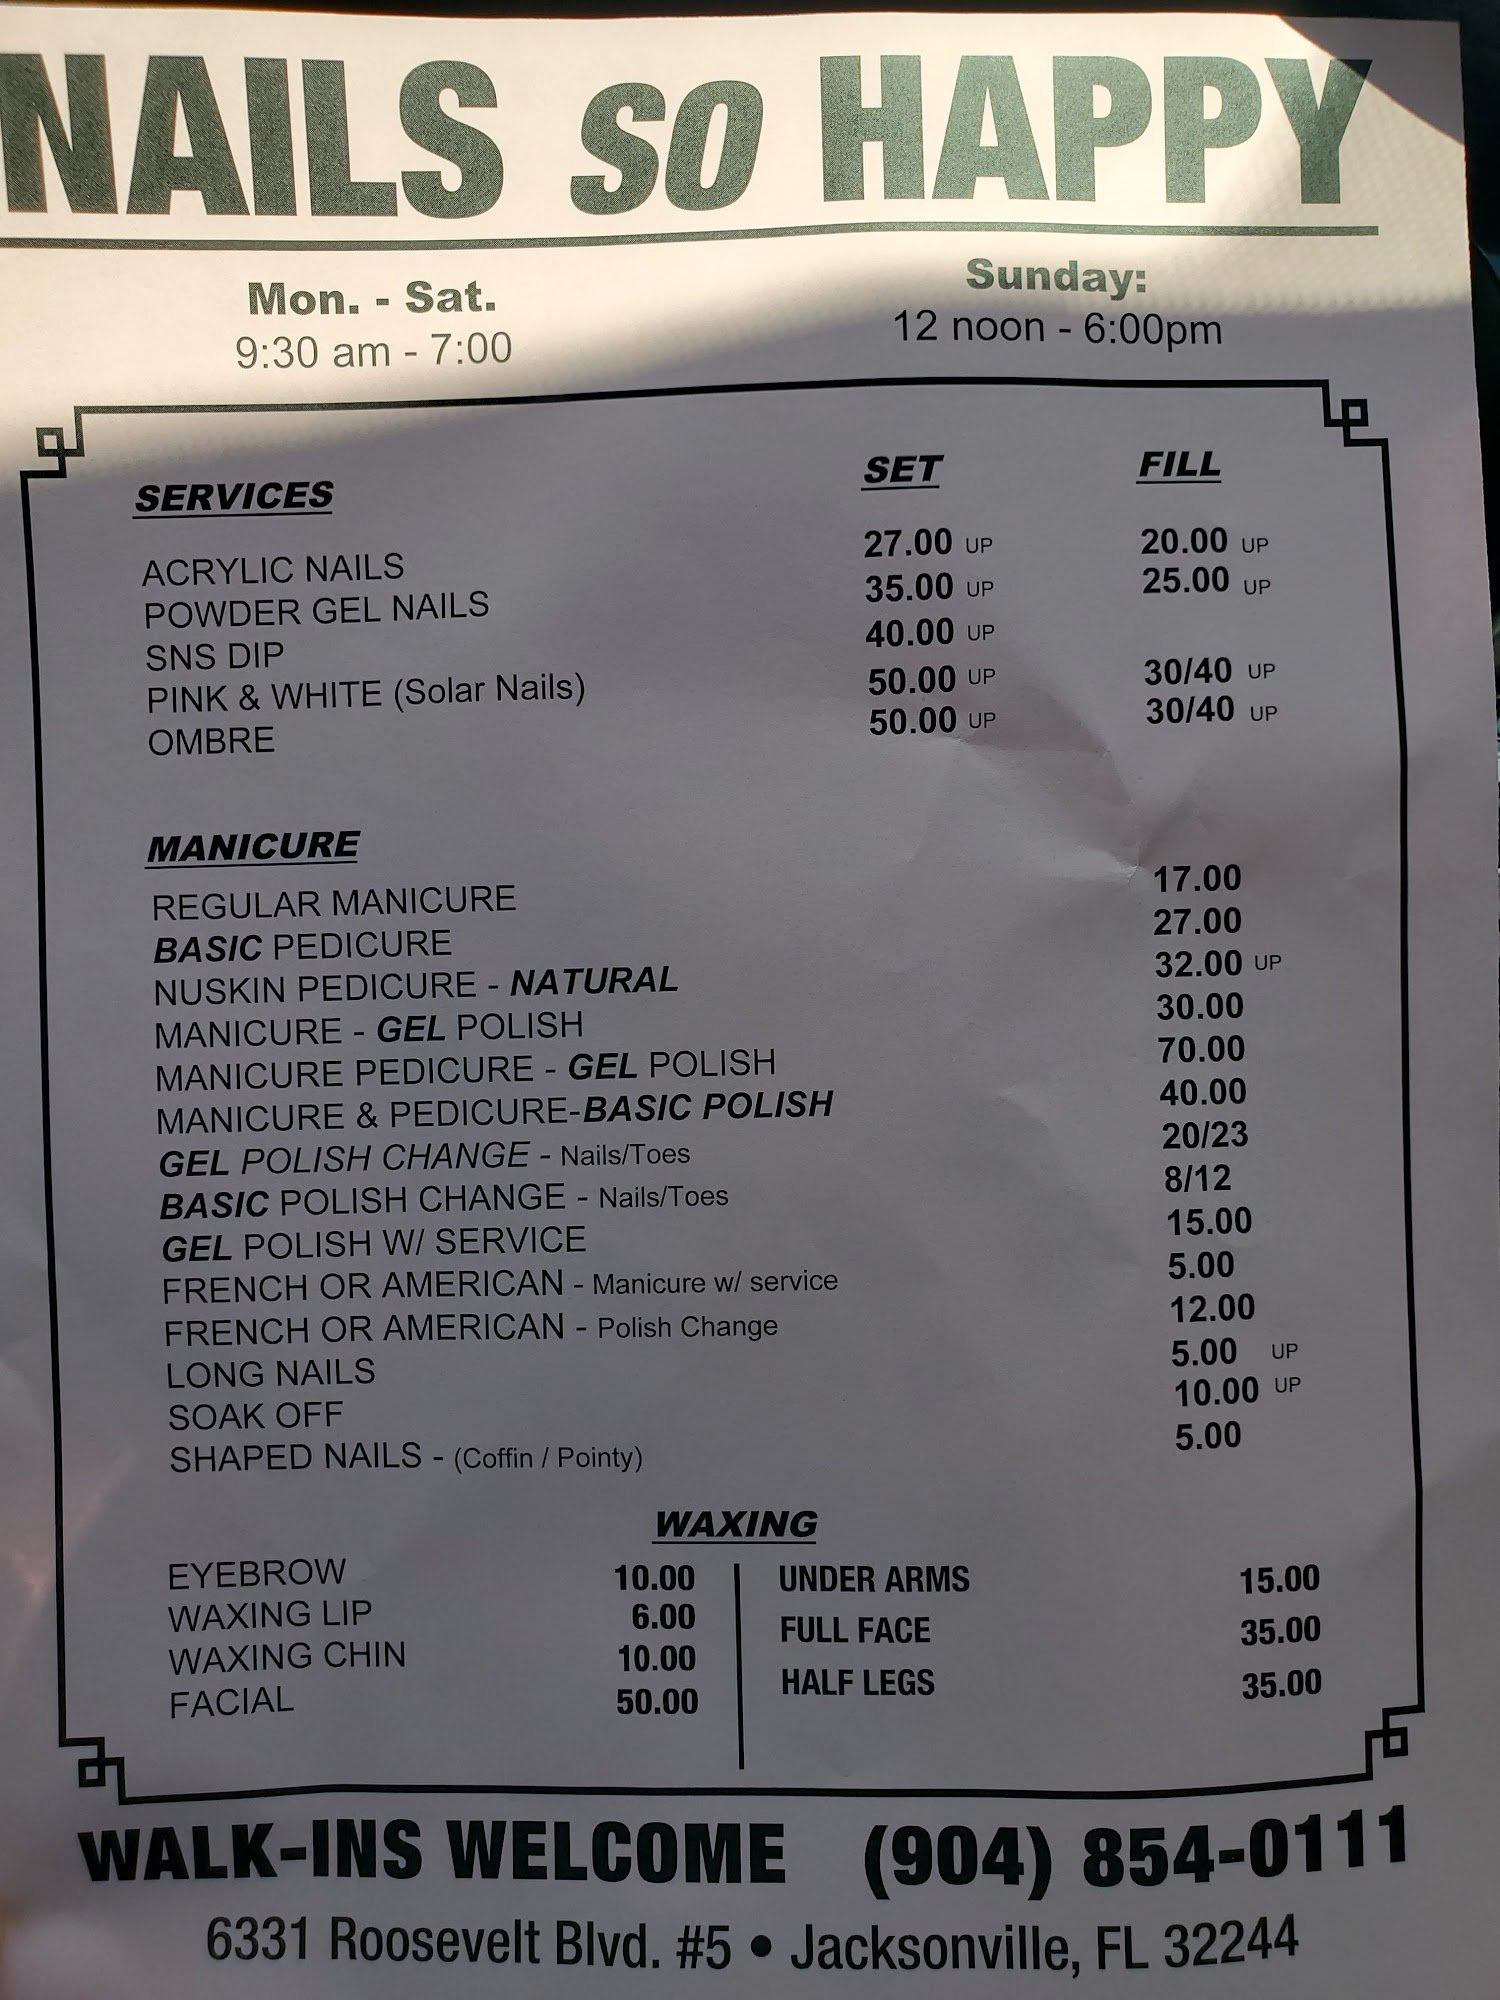 NAILS SO HAPPY
Mon. - Sat.
9:30 am - 7:00
Sunday:
12 noon - 6:00pm
SERVICES SET FILL
ACRYLIC NAILS 27.00 UP 20.00 UP
POWDER GEL NAILS 35.00 UP 25.00 UP
SNS DIP 40.00 UP
PINK & WHITE (Solar Nails) 50.00 UP 30/40 UP
OMBRE 50.00 UP 30/40 UP
MANICURE
REGULAR MANICURE 17.00
BASIC PEDICURE 27.00
NUSKIN PEDICURE - NATURAL 32.00 UP
MANICURE - GEL POLISH 30.00
MANICURE PEDICURE - GEL POLISH 70.00
MANICURE & PEDICURE-BASIC POLISH 40.00
GEL POLISH CHANGE - Nails/Toes 20/23
BASIC POLISH CHANGE - Nails/Toes 8/12
GEL POLISH W/ SERVICE 15.00
FRENCH OR AMERICAN - Manicure w/ service 5.00
FRENCH OR AMERICAN - Polish Change 12.00
LONG NAILS 5.00 UP
SOAK OFF 10.00 UP
SHAPED NAILS - (Coffin / Pointy) 5.00
WAXING
EYEBROW 10.00
WAXING LIP 6.00
WAXING CHIN 10.00
FACIAL 50.00
UNDER ARMS 15.00
FULL FACE 35.00
HALF LEGS 35.00
WALK-INS WELCOME (904) 854-0111
6331 Roosevelt Blvd. #5 • Jacksonville, FL 32244